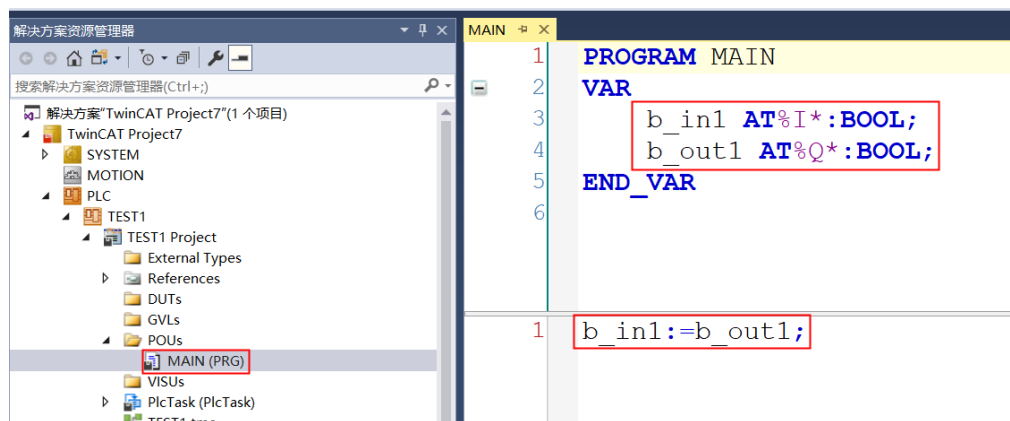 解决方案资源管理器
搜索解决方案资源管理器(Ctrl+;)
解决方案"TwinCAT Project7"(1 个项目)
TwinCAT Project7
SYSTEM
MOTION
PLC
TEST1
TEST1 Project
External Types
References
DUTs
GVLs
POUs
MAIN (PRG)
VISUs
PlcTask (PlcTask)
MAIN
1 PROGRAM MAIN
2 VAR
3 b_in1 AT%I*:BOOL;
4 b_out1 AT%Q*:BOOL;
5 END_VAR
6
1 b_in1:=b_out1;